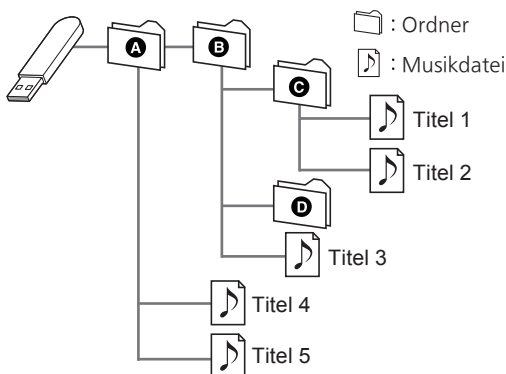 A
B
: Ordner
: Musikdatei
C
Titel 1
Titel 2
D
Titel 3
Titel 4
Titel 5